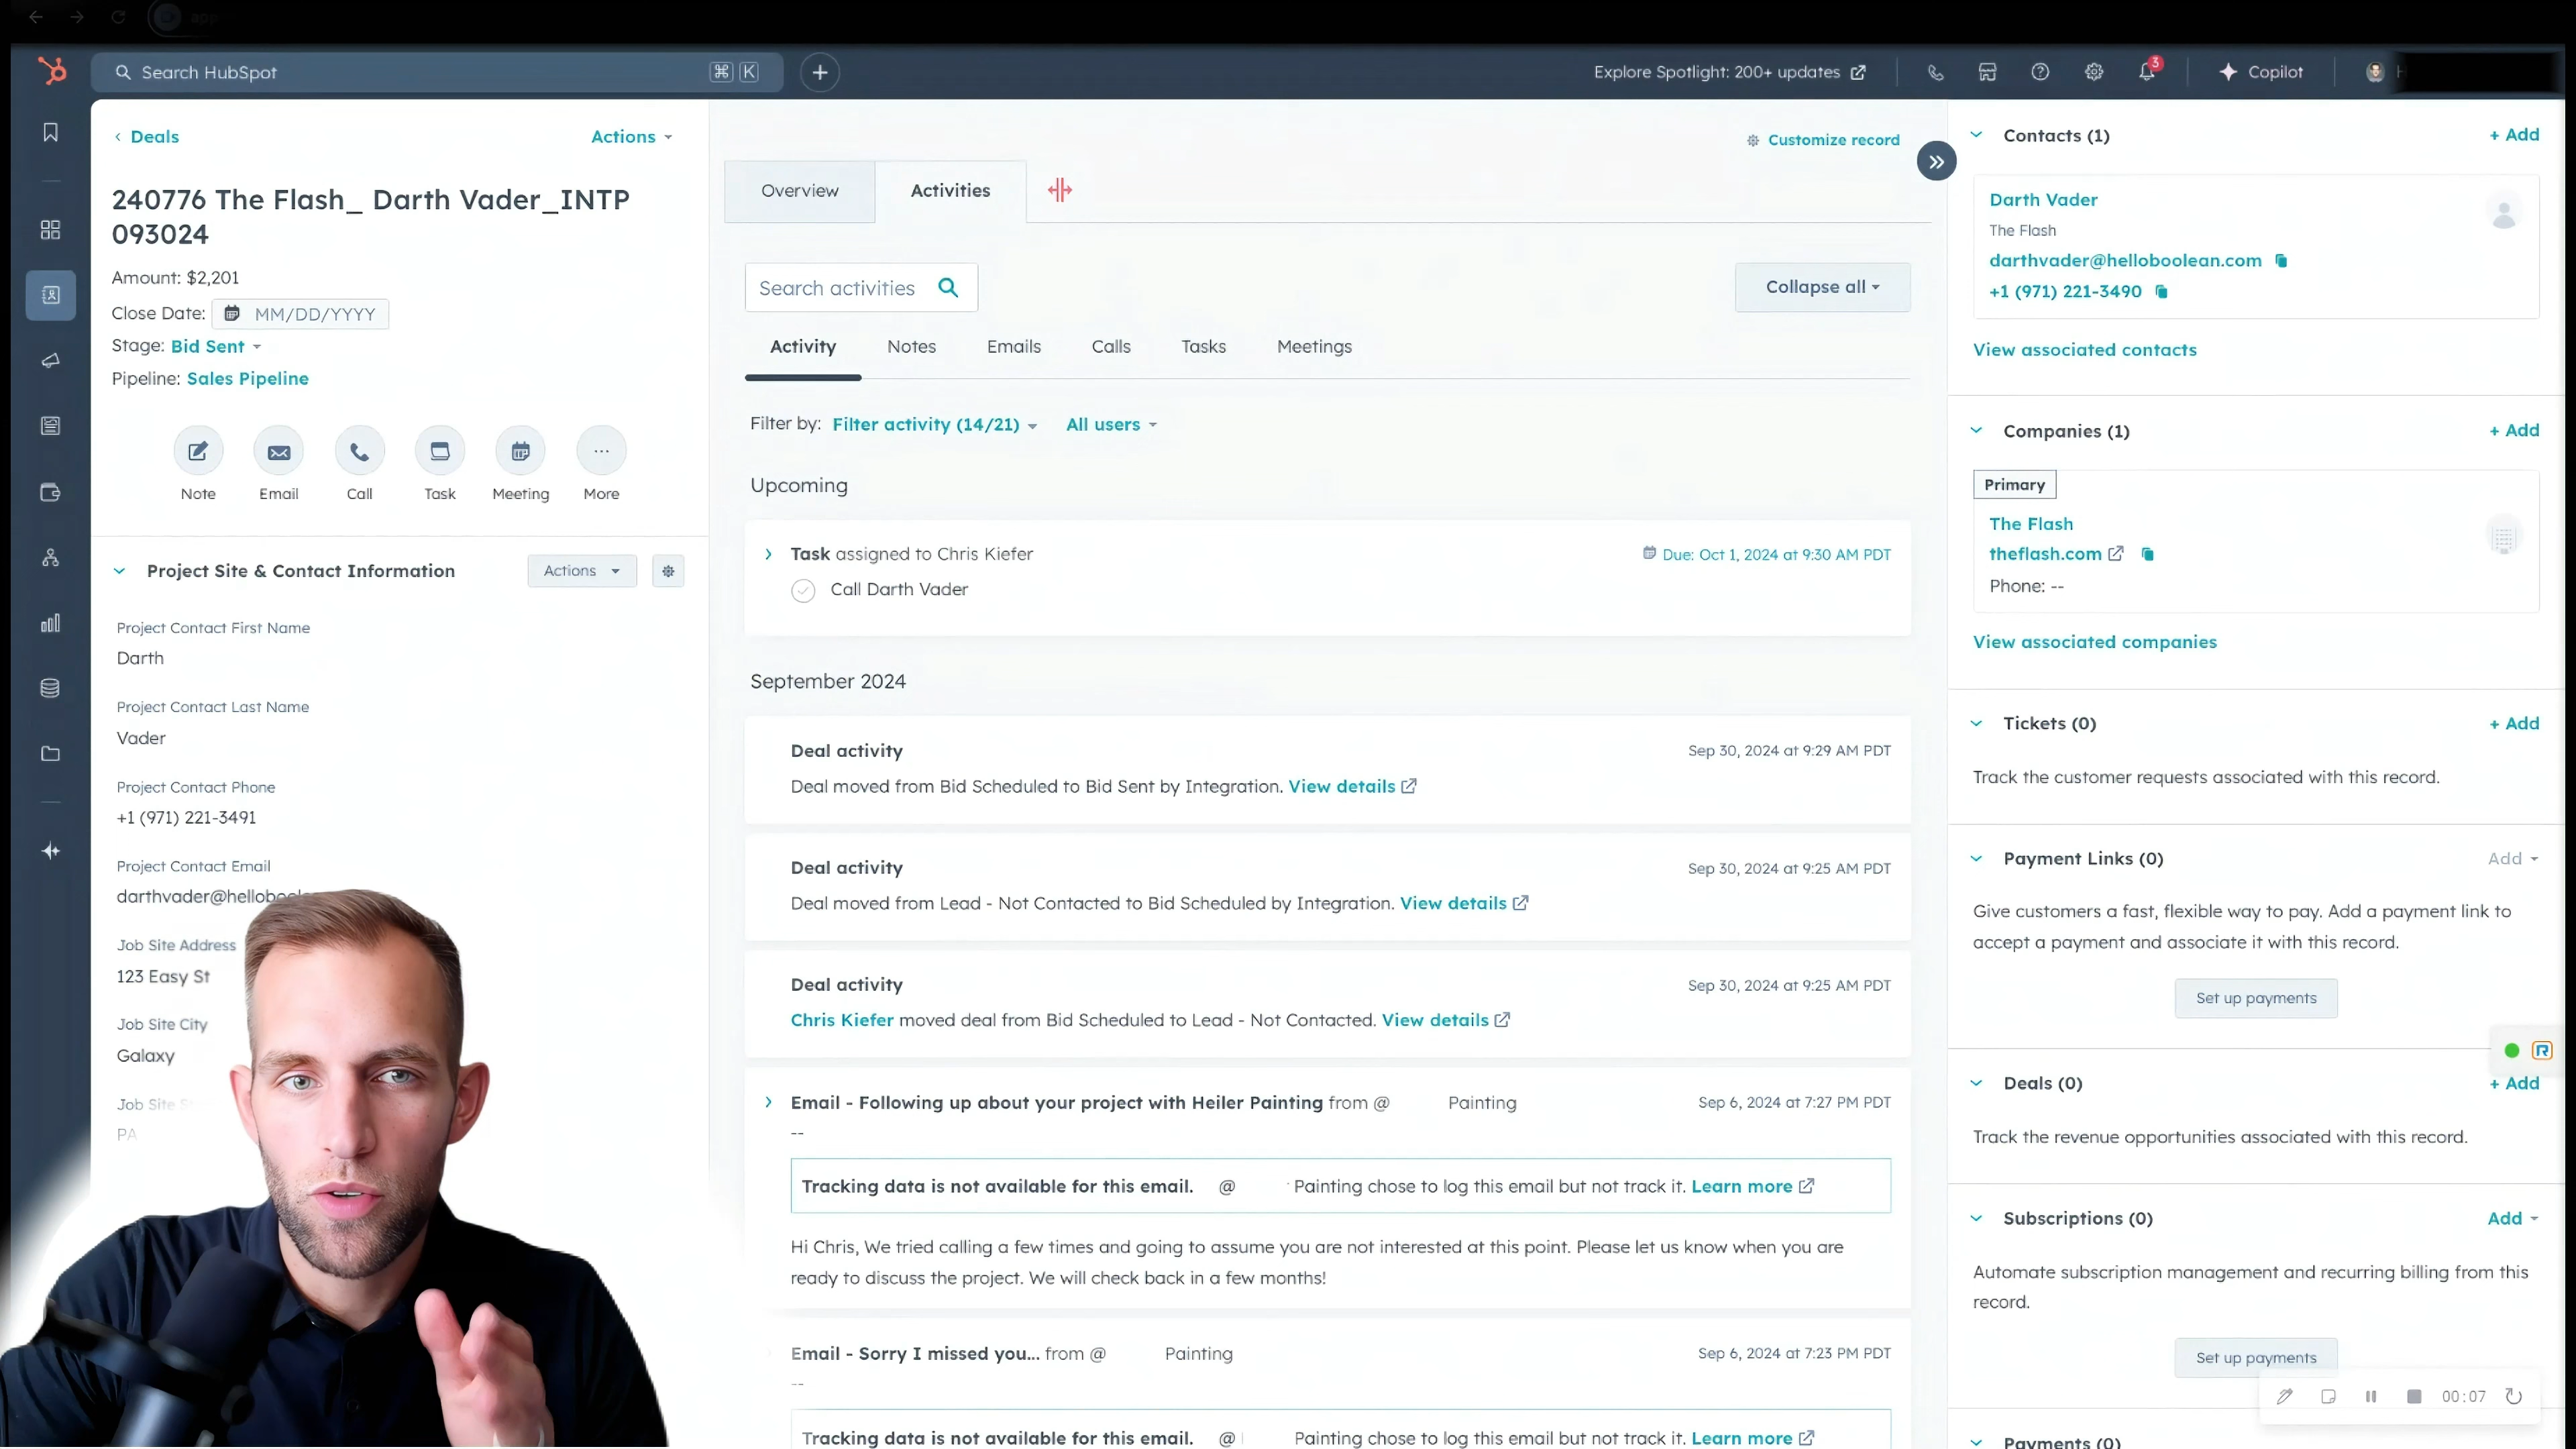 Search HubSpot
⌘ K
Explore Spotlight: 200+ updates
3
Copilot
Deals
Actions
240776 The Flash_ Darth Vader_INTP
093024
Amount: $2,201
Close Date: MM/DD/YYYY
Stage: Bid Sent
Pipeline: Sales Pipeline
Note Email Call Task Meeting More
Project Site & Contact Information
Actions
Project Contact First Name
Darth
Project Contact Last Name
Vader
Project Contact Phone
+1 (971) 221-3491
Project Contact Email
darthvader@helloboole
Job Site Address
123 Easy St
Job Site City
Galaxy
Job Site
PA
Customize record
Overview
Activities
Search activities
Collapse all
Activity Notes Emails Calls Tasks Meetings
Filter by: Filter activity (14/21) All users
Upcoming
Task assigned to Chris Kiefer
Due: Oct 1, 2024 at 9:30 AM PDT
Call Darth Vader
September 2024
Deal activity
Sep 30, 2024 at 9:29 AM PDT
Deal moved from Bid Scheduled to Bid Sent by Integration. View details
Deal activity
Sep 30, 2024 at 9:25 AM PDT
Deal moved from Lead - Not Contacted to Bid Scheduled by Integration. View details
Deal activity
Sep 30, 2024 at 9:25 AM PDT
Chris Kiefer moved deal from Bid Scheduled to Lead - Not Contacted. View details
Email - Following up about your project with Heiler Painting from @ Painting
Sep 6, 2024 at 7:27 PM PDT
--
Tracking data is not available for this email. @ Painting chose to log this email but not track it. Learn more
Hi Chris, We tried calling a few times and going to assume you are not interested at this point. Please let us know when you are
ready to discuss the project. We will check back in a few months!
Email - Sorry I missed you... from @ Painting
Sep 6, 2024 at 7:23 PM PDT
--
Tracking data is not available for this email. @ Painting chose to log this email but not track it. Learn more
Contacts (1)
+ Add
Darth Vader
The Flash
darthvader@helloboolean.com
+1 (971) 221-3490
View associated contacts
Companies (1)
+ Add
Primary
The Flash
theflash.com
Phone: --
View associated companies
Tickets (0)
+ Add
Track the customer requests associated with this record.
Payment Links (0)
Add
Give customers a fast, flexible way to pay. Add a payment link to
accept a payment and associate it with this record.
Set up payments
Deals (0)
+ Add
Track the revenue opportunities associated with this record.
Subscriptions (0)
Add
Automate subscription management and recurring billing from this
record.
Set up payments
00:07
Payments (0)